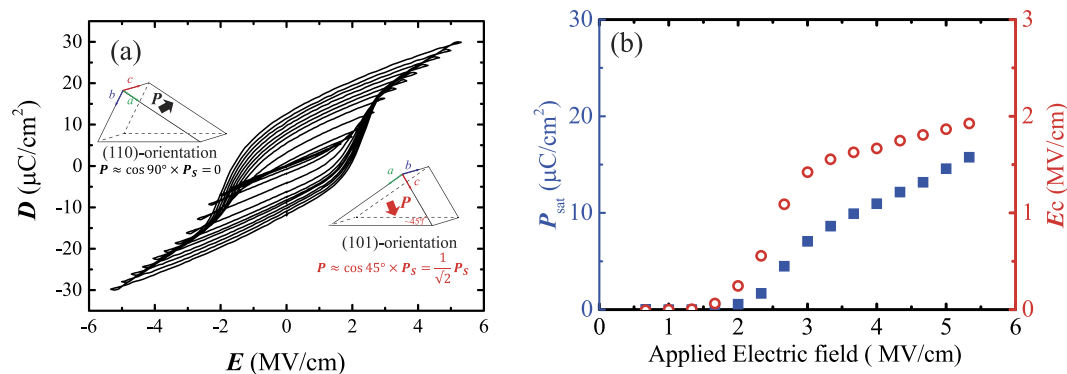 (a)
D (μC/cm²)
30
20
10
0
-10
-20
-30
c
b
a
P
(110)-orientation
P ≈ cos 90° × P_S = 0
b
a
c
P
~45°
(101)-orientation
P ≈ cos 45° × P_S = 1/√2 P_S
-6 -4 -2 0 2 4 6
E (MV/cm)
(b)
P_sat (μC/cm²)
30
20
10
0
3
2
1
0
Ec (MV/cm)
0 1 2 3 4 5 6
Applied Electric field ( MV/cm)